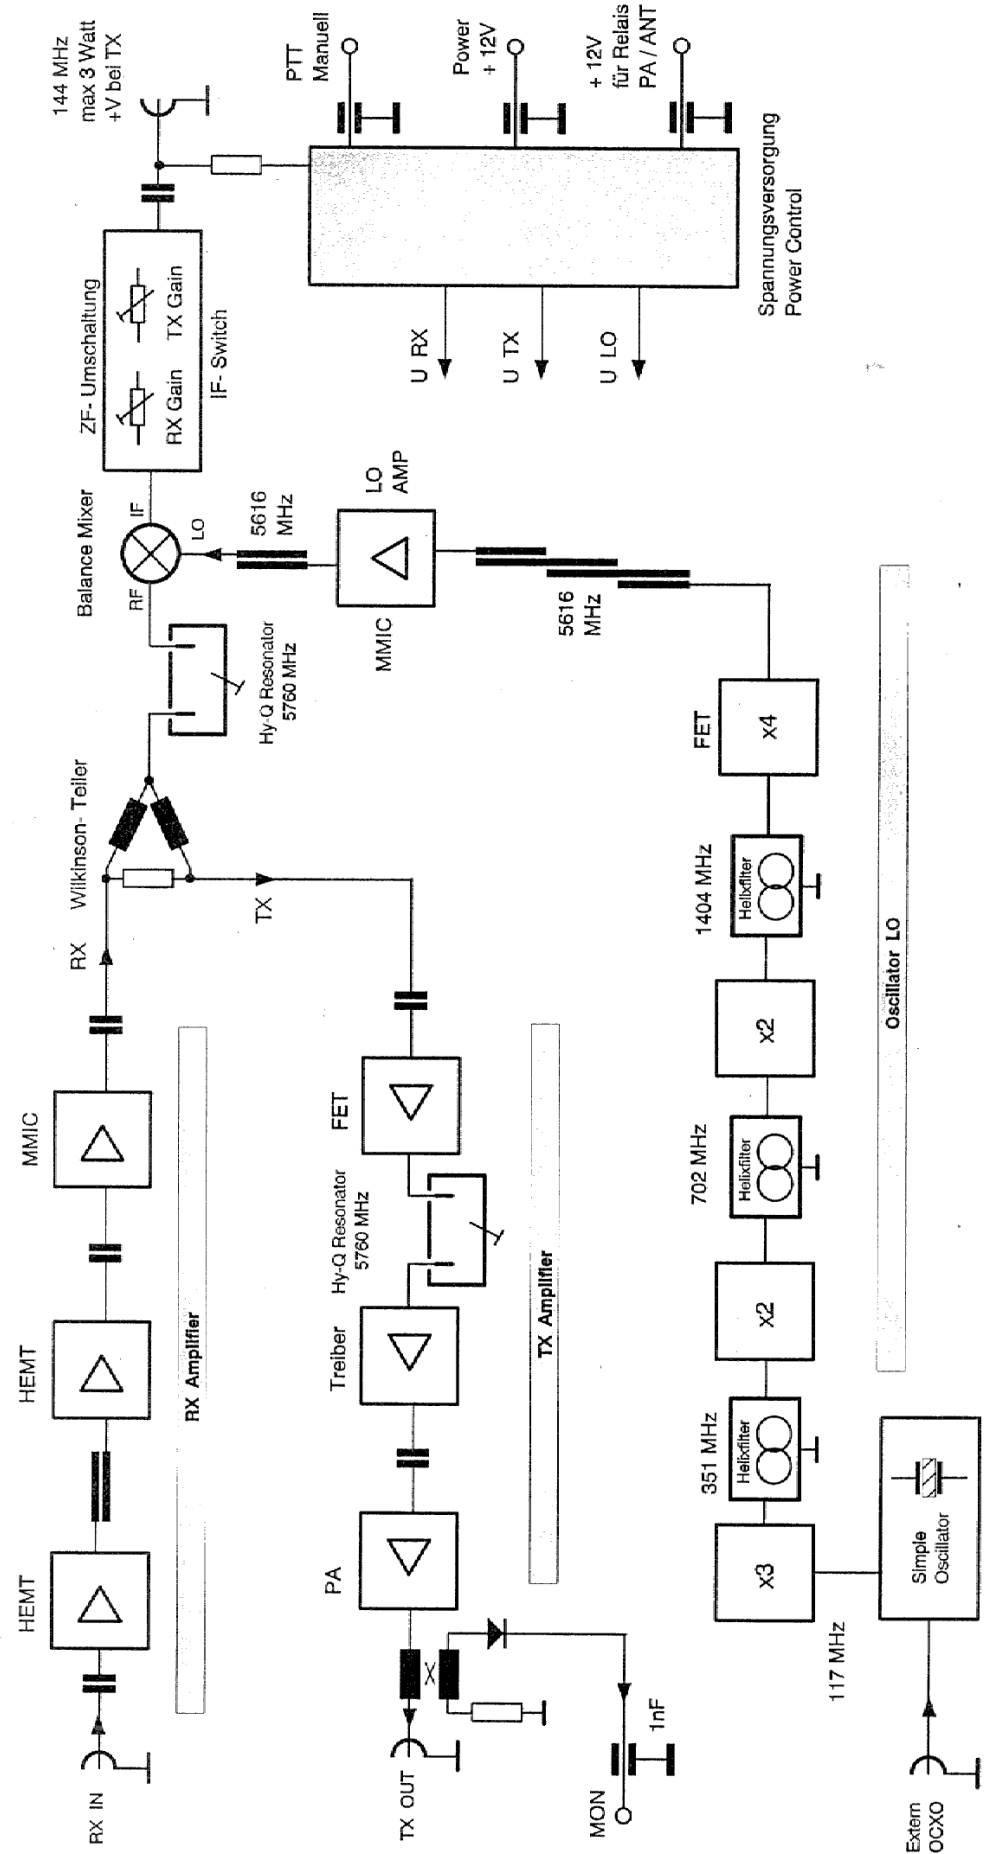 RX IN
HEMT
HEMT
MMIC
RX Amplifier
RX
Wilkinson- Teiler
TX
Hy-Q Resonator
5760 MHz
Balance Mixer
RF
IF
LO
ZF- Umschaltung
RX Gain
TX Gain
IF- Switch
144 MHz
max 3 Watt
+V bei TX
TX OUT
PA
Treiber
Hy-Q Resonator
5760 MHz
FET
TX Amplifier
MON
1nF
5616
MHz
MMIC
LO
AMP
5616
MHz
U RX
U TX
U LO
PTT
Manuell
Power
+ 12V
+ 12V
für Relais
PA / ANT
Spannungsversorgung
Power Control
Extern
OCXO
Simple
Oscillator
117 MHz
x3
351 MHz
Helixfilter
x2
702 MHz
Helixfilter
x2
1404 MHz
Helixfilter
FET
x4
Oscillator LO